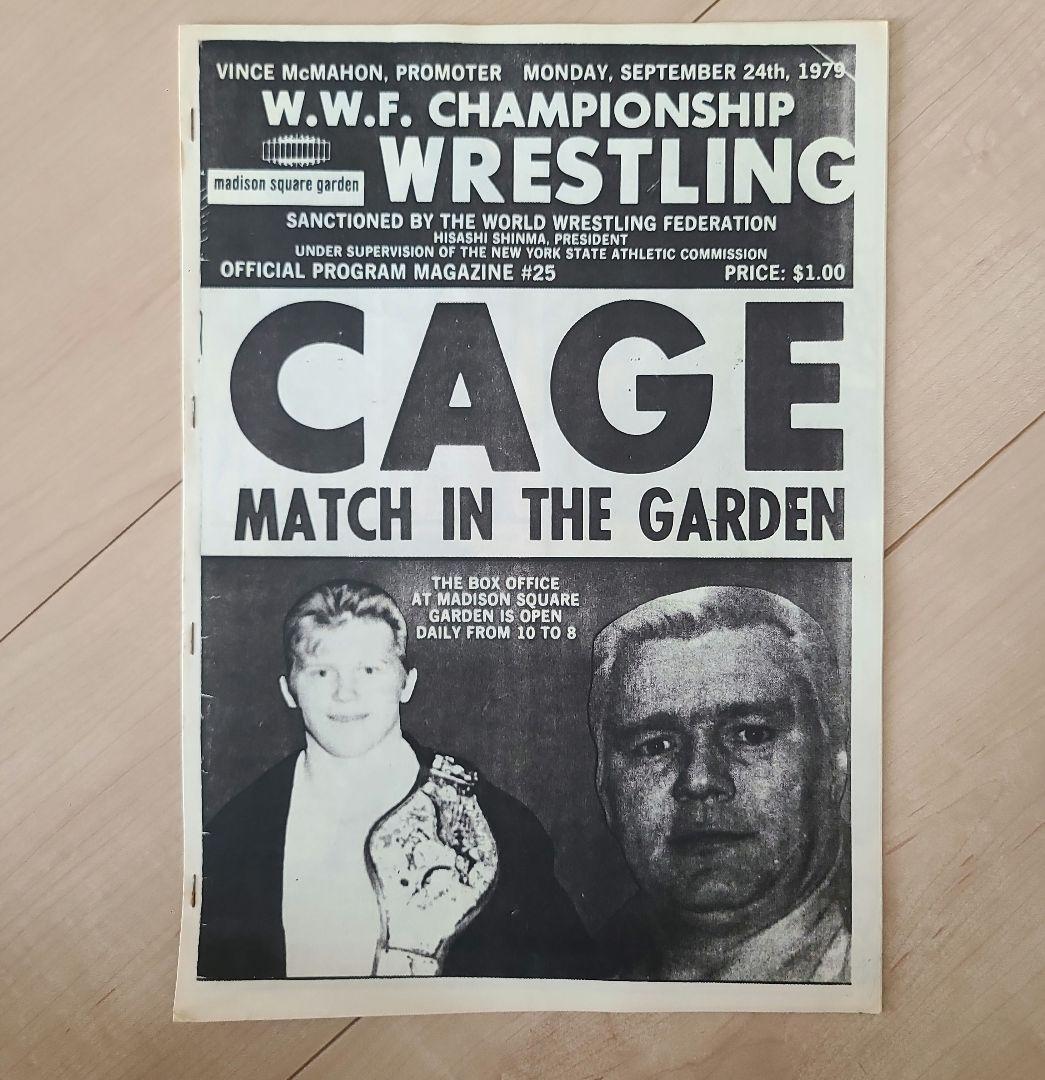 VINCE McMAHON, PROMOTER MONDAY, SEPTEMBER 24th, 1979
W.W.F. CHAMPIONSHIP
WRESTLING
madison square garden
SANCTIONED BY THE WORLD WRESTLING FEDERATION
HISASHI SHINMA, PRESIDENT
UNDER SUPERVISION OF THE NEW YORK STATE ATHLETIC COMMISSION
OFFICIAL PROGRAM MAGAZINE #25 PRICE: $1.00
CAGE
MATCH IN THE GARDEN
THE BOX OFFICE
AT MADISON SQUARE
GARDEN IS OPEN
DAILY FROM 10 TO 8